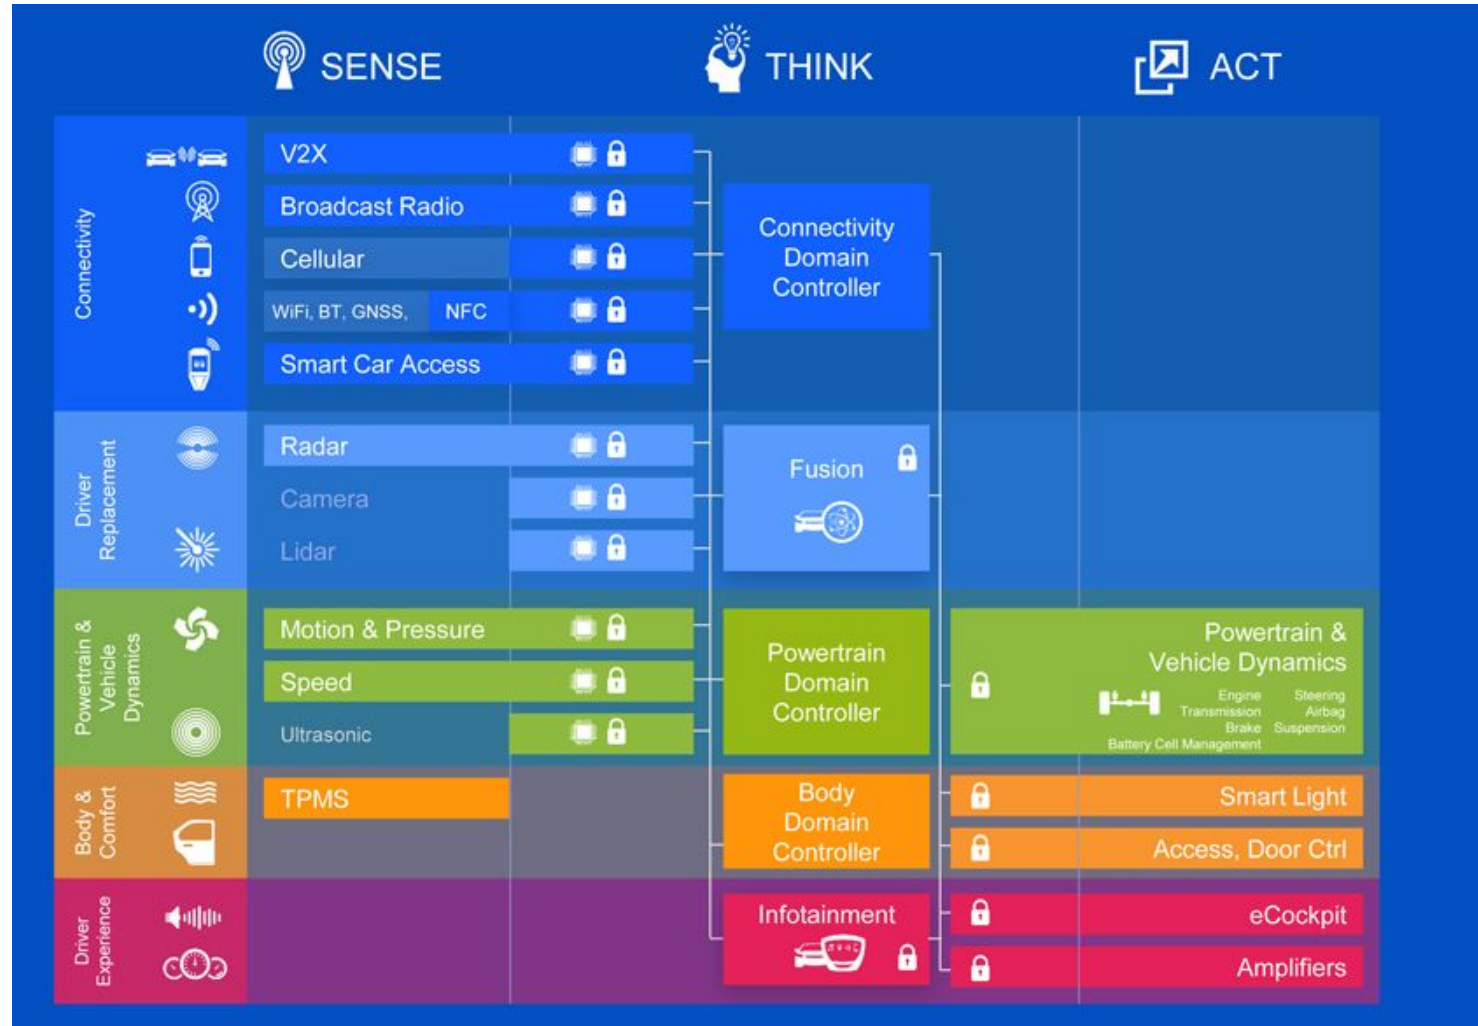 SENSE
THINK
ACT
Connectivity
V2X
Broadcast Radio
Cellular
WiFi, BT, GNSS,
NFC
Smart Car Access
Connectivity
Domain
Controller
Driver
Replacement
Radar
Camera
Lidar
Fusion
Powertrain &
Vehicle
Dynamics
Motion & Pressure
Speed
Ultrasonic
Powertrain
Domain
Controller
Powertrain &
Vehicle Dynamics
Engine Steering
Transmission Airbag
Brake Suspension
Battery Cell Management
Body &
Comfort
TPMS
Body
Domain
Controller
Smart Light
Access, Door Ctrl
Driver
Experience
Infotainment
eCockpit
Amplifiers